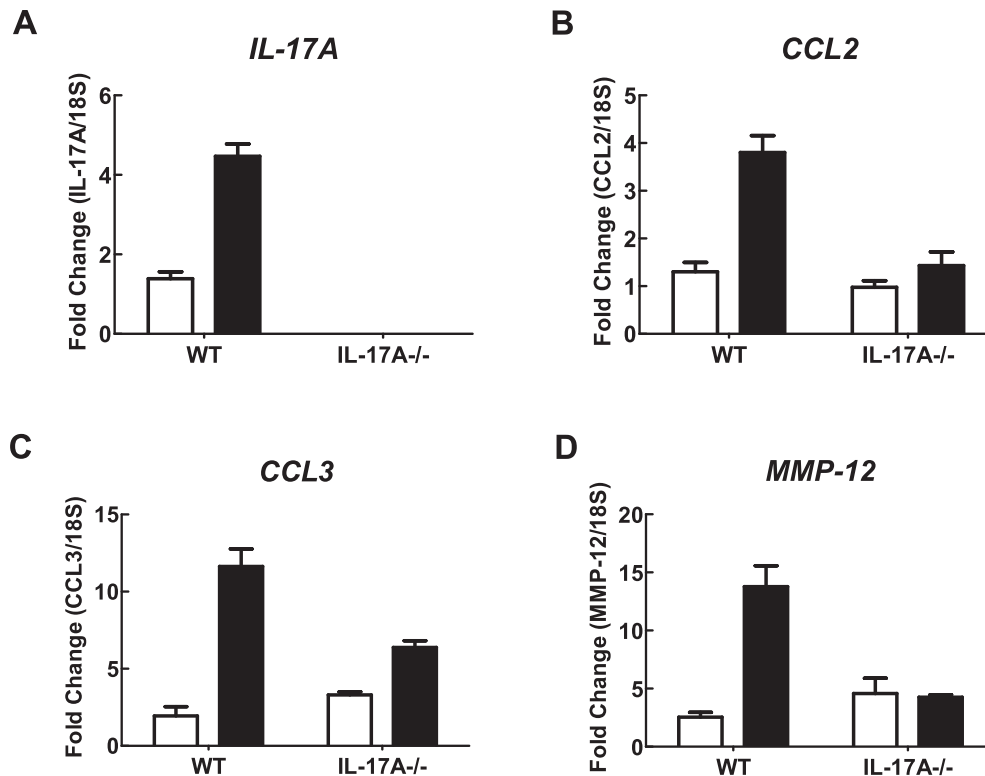 A
IL-17A
Fold Change (IL-17A/18S)
6
4
2
0
WT IL-17A-/-
B
CCL2
Fold Change (CCL2/18S)
5
4
3
2
1
0
WT IL-17A-/-
C
CCL3
Fold Change (CCL3/18S)
15
10
5
0
WT IL-17A-/-
D
MMP-12
Fold Change (MMP-12/18S)
20
15
10
5
0
WT IL-17A-/-